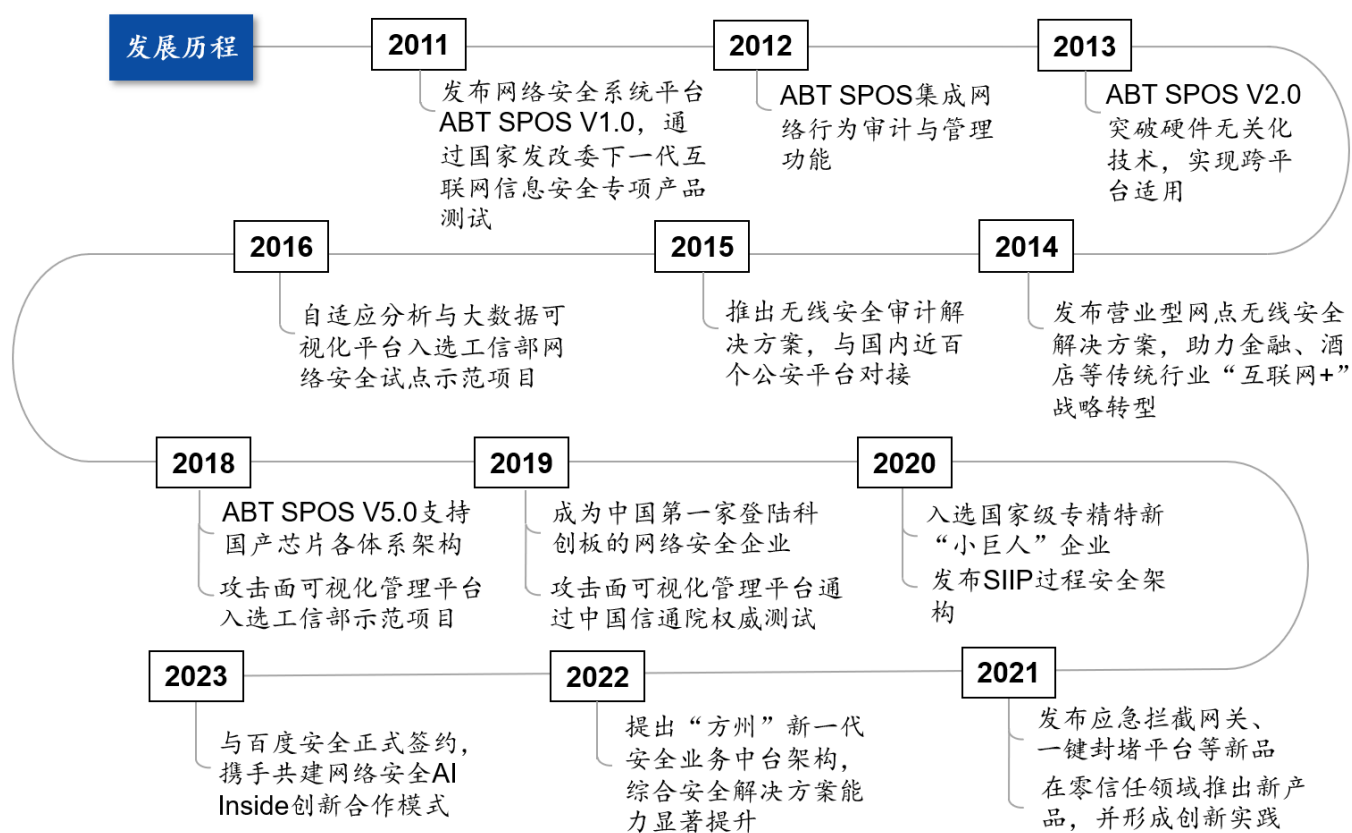 发展历程
2011
发布网络安全系统平台
ABT SPOS V1.0，通
过国家发改委下一代互
联网信息安全专项产品
测试
2012
ABT SPOS集成网
络行为审计与管理
功能
2013
ABT SPOS V2.0
突破硬件无关化
技术，实现跨平
台适用
2014
发布营业型网点无线安全
解决方案，助力金融、酒
店等传统行业“互联网+”
战略转型
2015
推出无线安全审计解
决方案，与国内近百
个公安平台对接
2016
自适应分析与大数据可
视化平台入选工信部网
络安全试点示范项目
2018
ABT SPOS V5.0支持
国产芯片各体系架构
攻击面可视化管理平台
入选工信部示范项目
2019
成为中国第一家登陆科
创板的网络安全企业
攻击面可视化管理平台通
过中国信通院权威测试
2020
入选国家级专精特新
“小巨人”企业
发布SIIP过程安全架
构
2021
发布应急拦截网关、
一键封堵平台等新品
在零信任领域推出新产
品，并形成创新实践
2022
提出“方州”新一代
安全业务中台架构，
综合安全解决方案能
力显著提升
2023
与百度安全正式签约，
携手共建网络安全AI
Inside创新合作模式